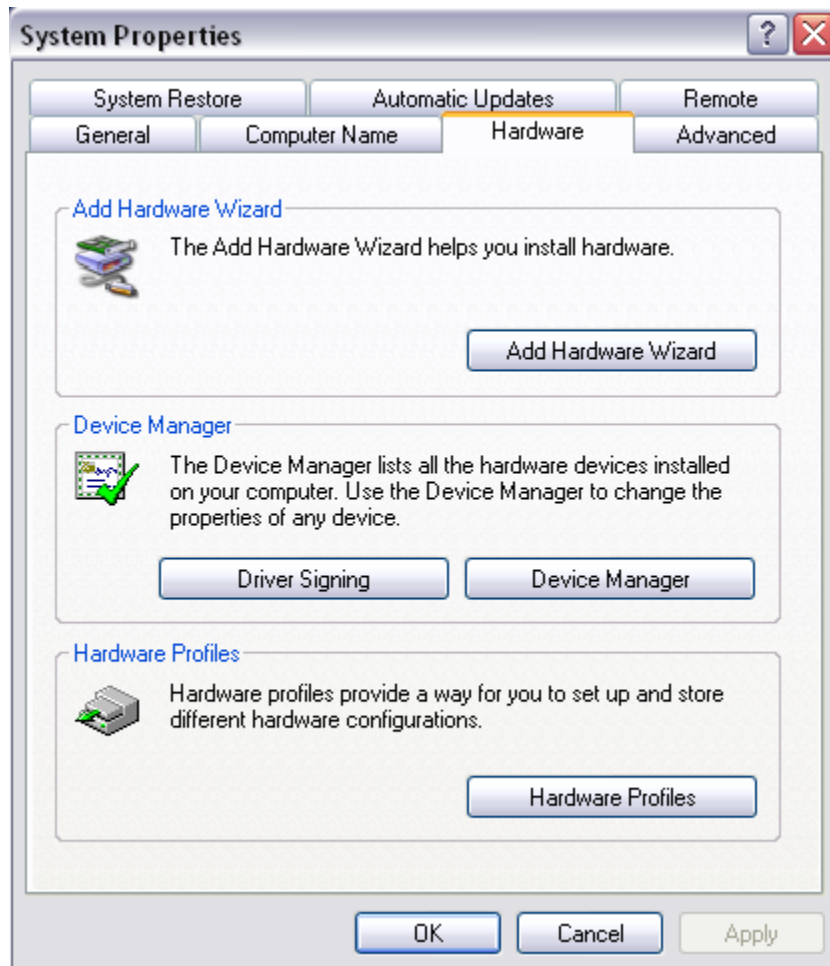 System Properties
System Restore Automatic Updates Remote
General Computer Name Hardware Advanced
Add Hardware Wizard
The Add Hardware Wizard helps you install hardware.
Add Hardware Wizard
Device Manager
The Device Manager lists all the hardware devices installed
on your computer. Use the Device Manager to change the
properties of any device.
Driver Signing Device Manager
Hardware Profiles
Hardware profiles provide a way for you to set up and store
different hardware configurations.
Hardware Profiles
OK Cancel Apply